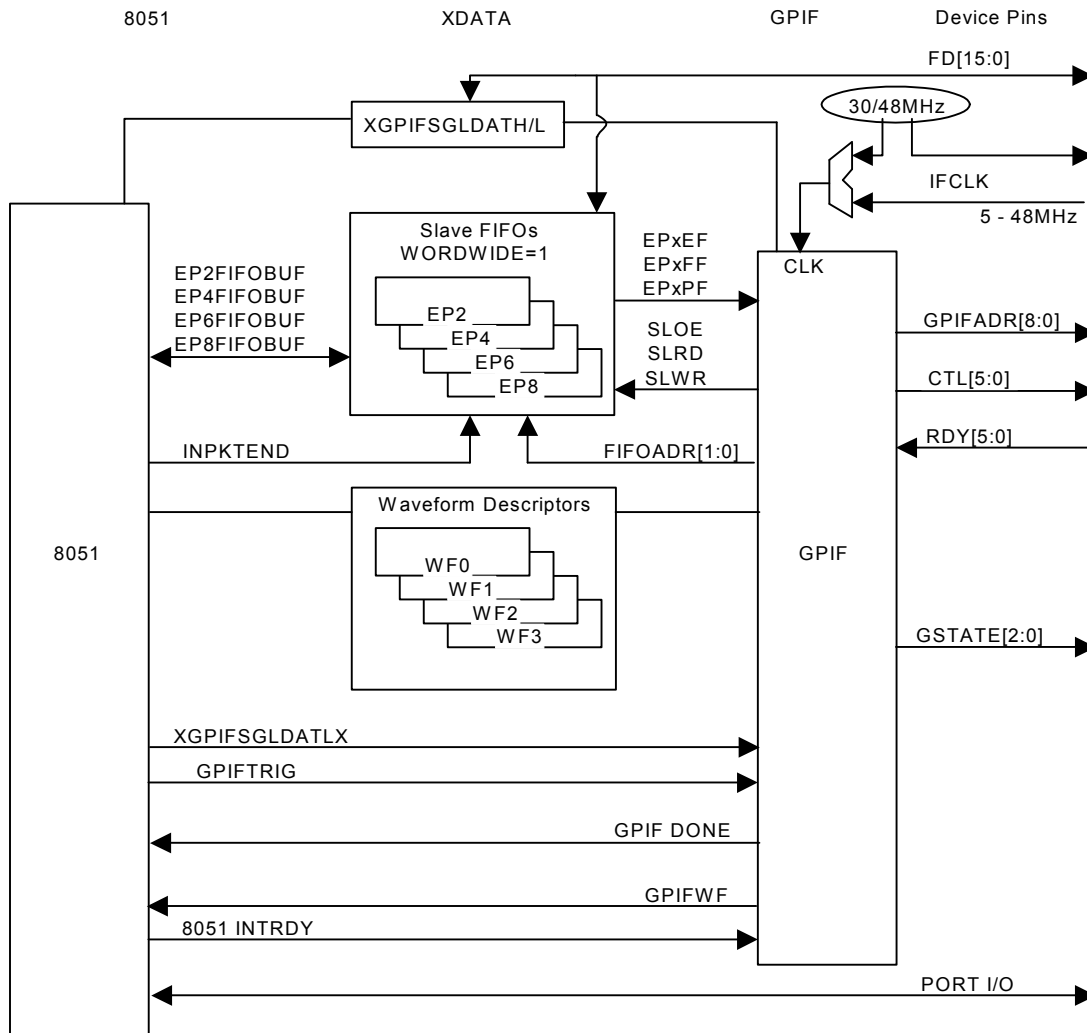 8051 XDATA GPIF Device Pins
FD[15:0]
30/48MHz
XGPIFSGLDATH/L
IFCLK
5 - 48MHz
Slave FIFOs
WORDWIDE=1
EP2
EP4
EP6
EP8
EP2FIFOBUF
EP4FIFOBUF
EP6FIFOBUF
EP8FIFOBUF
EPxEF
EPxFF
EPxPF
SLOE
SLRD
SLWR
CLK
GPIFADR[8:0]
CTL[5:0]
RDY[5:0]
INPKTEND
FIFOADR[1:0]
Waveform Descriptors
WF0
WF1
WF2
WF3
8051
GPIF
GSTATE[2:0]
XGPIFSGLDATLX
GPIFTRIG
GPIF DONE
GPIFWF
8051 INTRDY
PORT I/O